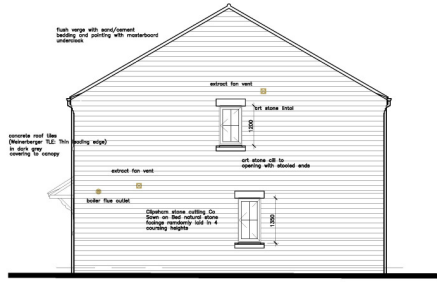 flush verge with sand/cement
bedding and pointing with masterboard
undercloak
extract fan vent
art stone lintol
1200
concrete roof tiles
(Weinerberger TLE: Thin leading edge)
in dark grey
covering to canopy
art stone cill to
opening with stooled ends
extract fan vent
boiler flue outlet
Clipsham stone cutting Co
Sawn on Bed natural stone
facings ramdomly laid in 4
coursing heights
1300